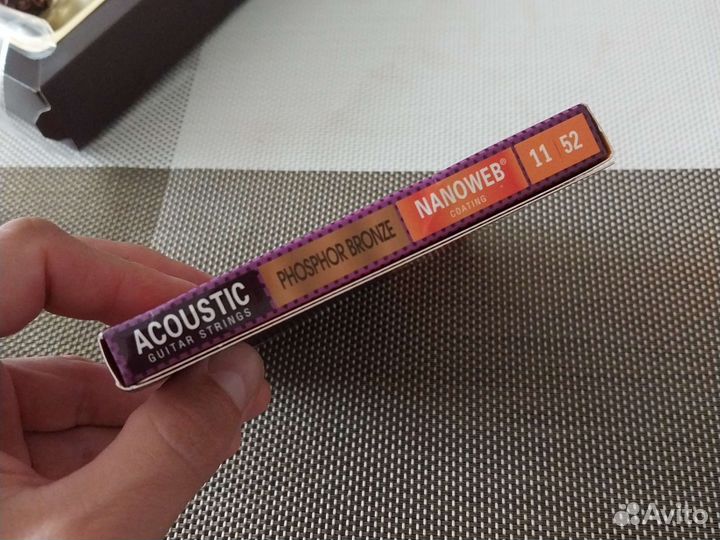 ACOUSTIC
GUITAR STRINGS
PHOSPHOR BRONZE
NANOWEB®
COATING
11 52
Avito